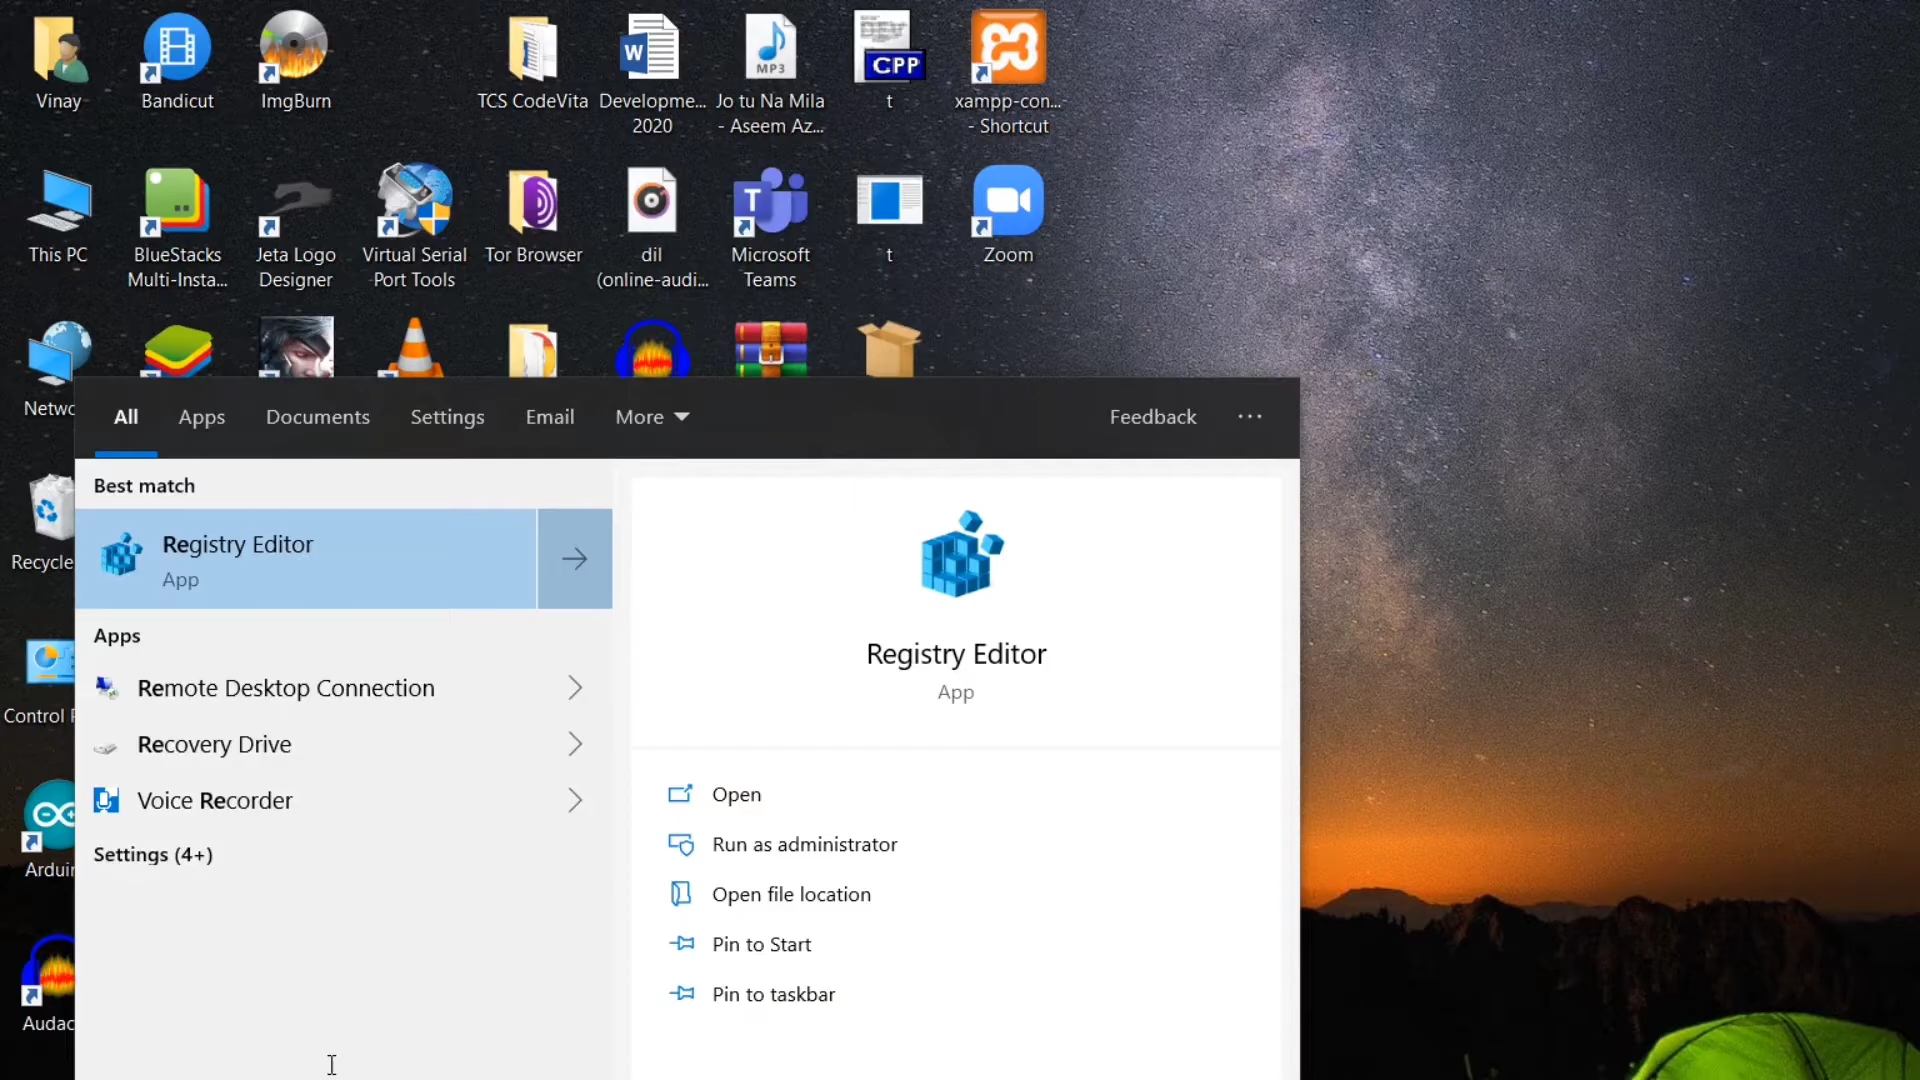 Vinay
Bandicut
ImgBurn
TCS CodeVita
W
Developme...
2020
MP3
Jo tu Na Mila
- Aseem Az...
CPP
t
xampp-con...
- Shortcut
This PC
BlueStacks
Multi-Insta...
Jeta Logo
Designer
Virtual Serial
Port Tools
Tor Browser
dil
(online-audi...
T
Microsoft
Teams
t
Zoom
Netwo
Recycle
Control P
Arduin
Audac
All
Apps
Documents
Settings
Email
More
Feedback
...
Best match
Registry Editor
App
Apps
Remote Desktop Connection
Recovery Drive
Voice Recorder
Settings (4+)
Registry Editor
App
Open
Run as administrator
Open file location
Pin to Start
Pin to taskbar